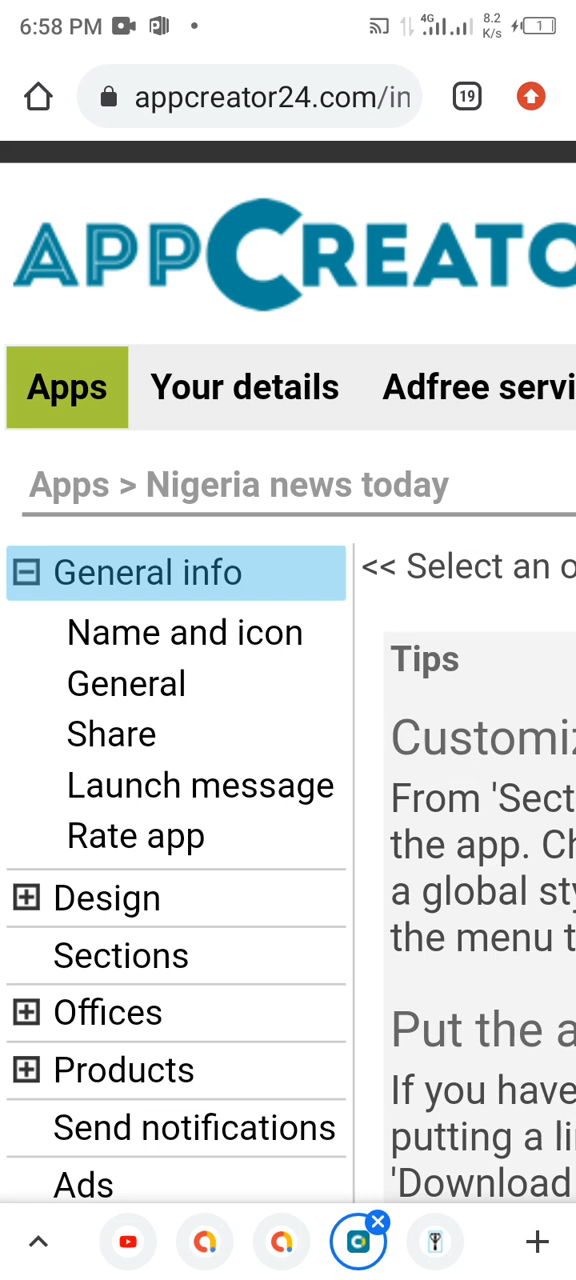 6:58 PM
4G
8.2
K/s
1
appcreator24.com/in
19
APPCREATO
Apps
Your details
Adfree servi
Apps > Nigeria news today
General info
Name and icon
General
Share
Launch message
Rate app
Design
Sections
Offices
Products
Send notifications
Ads
<< Select an o
Tips
Customiz
From 'Sect
the app. Ch
a global sty
the menu t
Put the a
If you have
putting a li
'Download